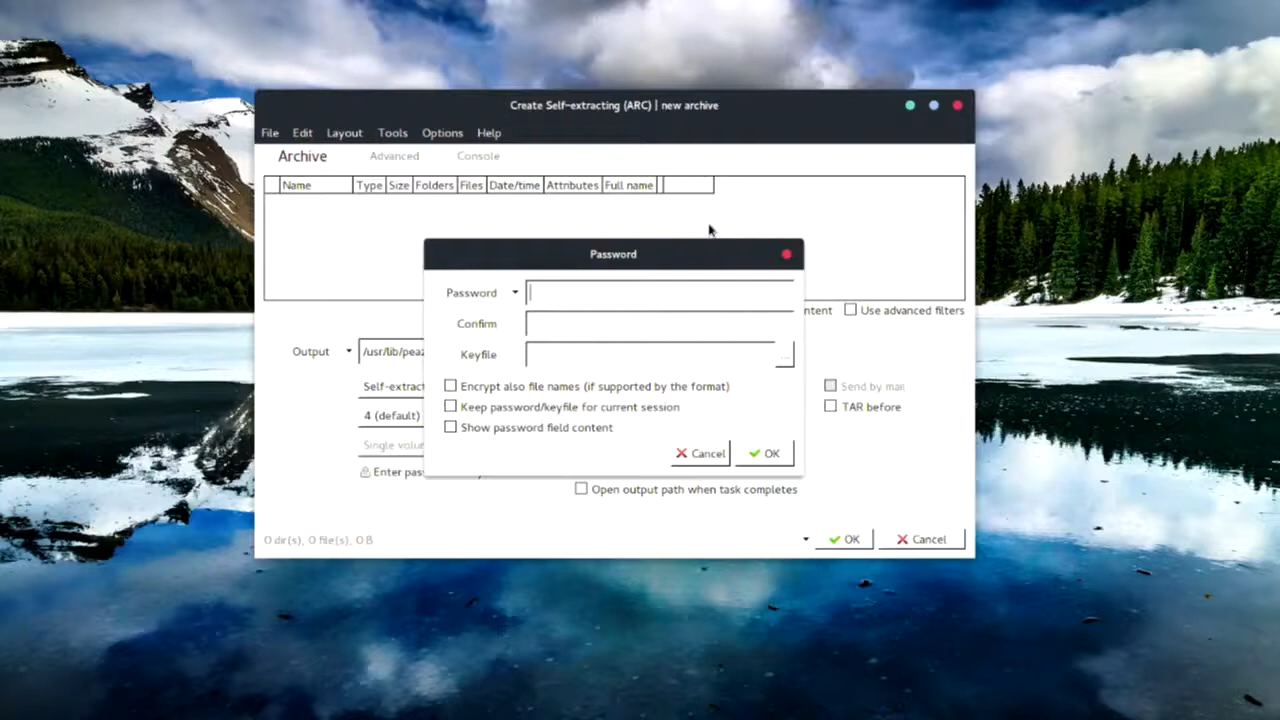 Create Self-extracting (ARC) | new archive
File Edit Layout Tools Options Help
Archive Advanced Console
Name Type Size Folders Files Date/time Attributes Full name
Password
Password
Use advanced filters
Confirm
Output /usr/lib/peaz
Keyfile ...
Self-extract
Encrypt also file names (if supported by the format)
Send by mail
4 (default)
Keep password/keyfile for current session
TAR before
Show password field content
Single volu
Cancel OK
Enter pas
Open output path when task completes
0 dir(s), 0 file(s), 0 B
OK Cancel